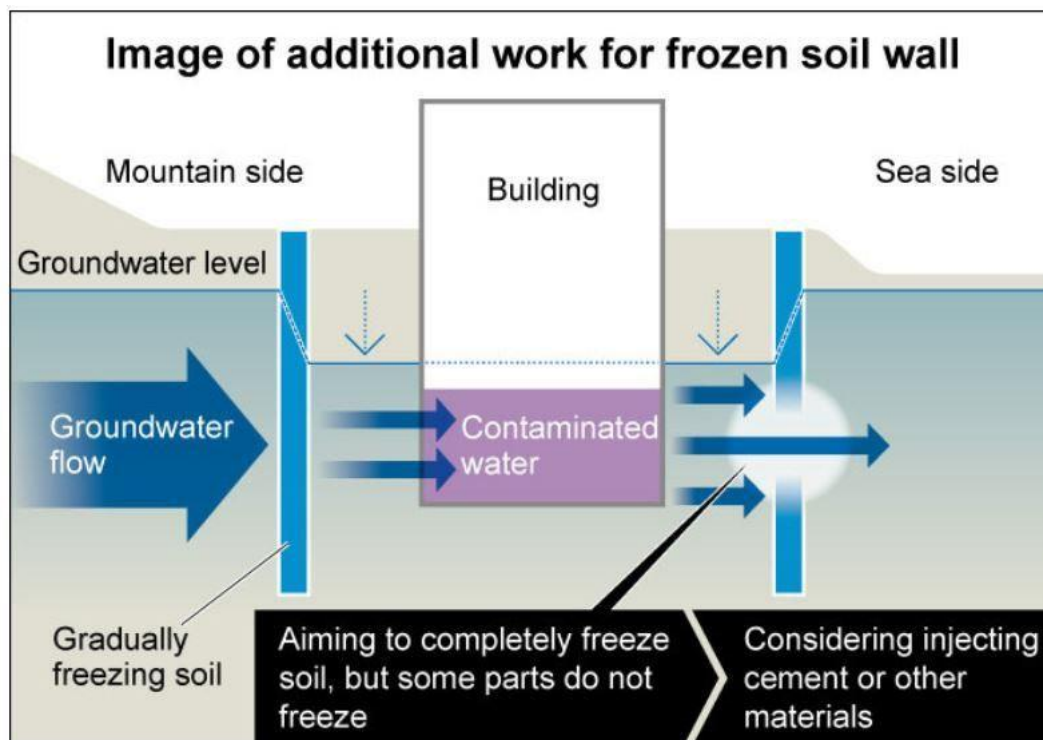 Image of additional work for frozen soil wall
Mountain side
Building
Sea side
Groundwater level
Groundwater
flow
Contaminated
water
Gradually
freezing soil
Aiming to completely freeze
soil, but some parts do not
freeze
Considering injecting
cement or other
materials